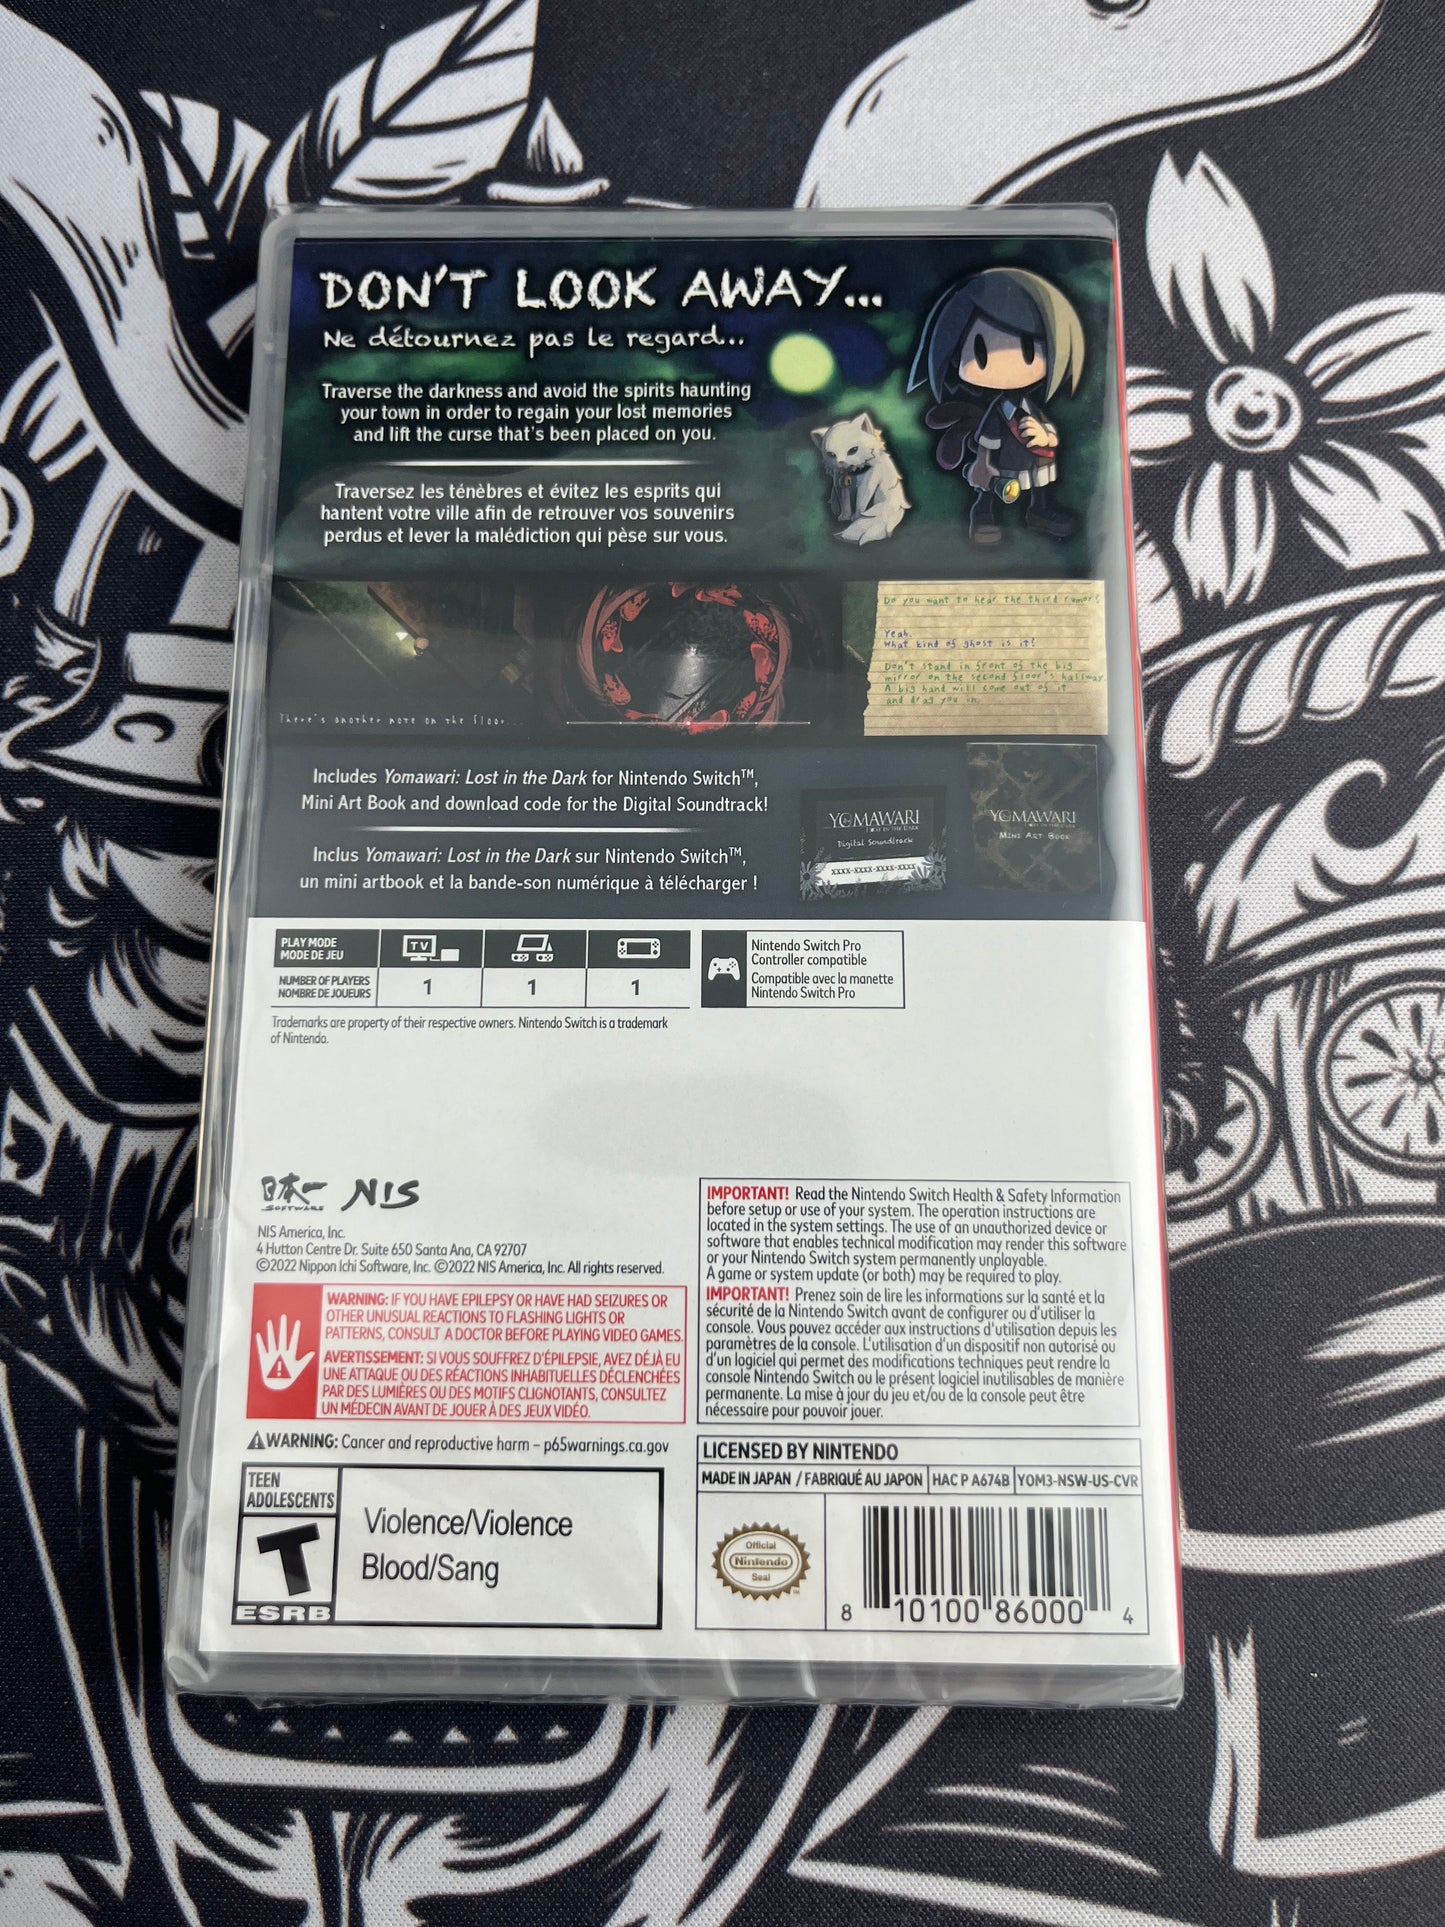 DON'T LOOK AWAY...
Ne détournez pas le regard...
Traverse the darkness and avoid the spirits haunting
your town in order to regain your lost memories
and lift the curse that's been placed on you.
Traversez les ténèbres et évitez les esprits qui
hantent votre ville afin de retrouver vos souvenirs
perdus et lever la malédiction qui pèse sur vous.
There's another note on the floor...
Do you want to hear the third rumor?
Yeah.
What kind of ghost is it?
Don't stand in front of the big
mirror on the second floor's hallway.
A big hand will come out of it
and drag you in.
Includes Yomawari: Lost in the Dark for Nintendo Switch™,
Mini Art Book and download code for the Digital Soundtrack!
Inclus Yomawari: Lost in the Dark sur Nintendo Switch™,
un mini artbook et la bande-son numérique à télécharger !
YOMAWARI
LOST IN THE DARK
Digital Soundtrack
XXXX-XXXX-XXXX-XXXX
YOMAWARI
LOST IN THE DARK
MINI ART BOOK
PLAY MODE
MODE DE JEU
TV
NUMBER OF PLAYERS
NOMBRE DE JOUEURS
1 1 1
Nintendo Switch Pro
Controller compatible
Compatible avec la manette
Nintendo Switch Pro
Trademarks are property of their respective owners. Nintendo Switch is a trademark
of Nintendo.
日本一 NIS
SOFTWARE
NIS America, Inc.
4 Hutton Centre Dr. Suite 650 Santa Ana, CA 92707
©2022 Nippon Ichi Software, Inc. ©2022 NIS America, Inc. All rights reserved.
WARNING: IF YOU HAVE EPILEPSY OR HAVE HAD SEIZURES OR
OTHER UNUSUAL REACTIONS TO FLASHING LIGHTS OR
PATTERNS, CONSULT A DOCTOR BEFORE PLAYING VIDEO GAMES.
AVERTISSEMENT: SI VOUS SOUFFREZ D'ÉPILEPSIE, AVEZ DÉJÀ EU
UNE ATTAQUE OU DES RÉACTIONS INHABITUELLES DÉCLENCHÉES
PAR DES LUMIÈRES OU DES MOTIFS CLIGNOTANTS, CONSULTEZ
UN MÉDECIN AVANT DE JOUER À DES JEUX VIDÉO.
WARNING: Cancer and reproductive harm – p65warnings.ca.gov
TEEN
ADOLESCENTS
T
ESRB
Violence/Violence
Blood/Sang
IMPORTANT! Read the Nintendo Switch Health & Safety Information
before setup or use of your system. The operation instructions are
located in the system settings. The use of an unauthorized device or
software that enables technical modification may render this software
or your Nintendo Switch system permanently unplayable.
A game or system update (or both) may be required to play.
IMPORTANT! Prenez soin de lire les informations sur la santé et la
sécurité de la Nintendo Switch avant de configurer ou d'utiliser la
console. Vous pouvez accéder aux instructions d'utilisation depuis les
paramètres de la console. L'utilisation d'un dispositif non autorisé ou
d'un logiciel qui permet des modifications techniques peut rendre la
console Nintendo Switch ou le présent logiciel inutilisables de manière
permanente. La mise à jour du jeu et/ou de la console peut être
nécessaire pour pouvoir jouer.
LICENSED BY NINTENDO
MADE IN JAPAN / FABRIQUÉ AU JAPON HAC P A674B YOM3-NSW-US-CVR
Official
Nintendo
Seal
8 10100 86000 4
C